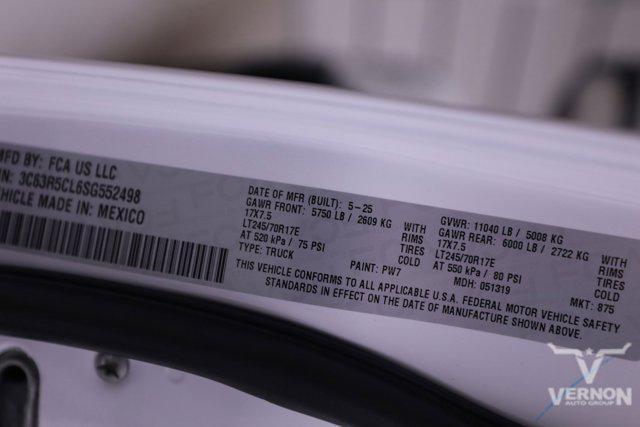 MFD BY: FCA US LLC
3C63R5CL6SG552498
VEHICLE MADE IN: MEXICO
DATE OF MFR (BUILT): 5-25
GAWR FRONT: 5750 LB / 2609 KG WITH
17X7.5 RIMS
LT245/70R17E TIRES
AT 520 kPa / 75 PSI COLD
TYPE: TRUCK PAINT: PW7
GVWR: 11040 LB / 5008 KG
GAWR REAR: 6000 LB / 2722 KG WITH
17X7.5 RIMS
LT245/70R17E TIRES
AT 550 kPa / 80 PSI COLD
MDH: 051319 MKT: 875
THIS VEHICLE CONFORMS TO ALL APPLICABLE U.S.A. FEDERAL MOTOR VEHICLE SAFETY
STANDARDS IN EFFECT ON THE DATE OF MANUFACTURE SHOWN ABOVE.
VERNON
AUTO GROUP